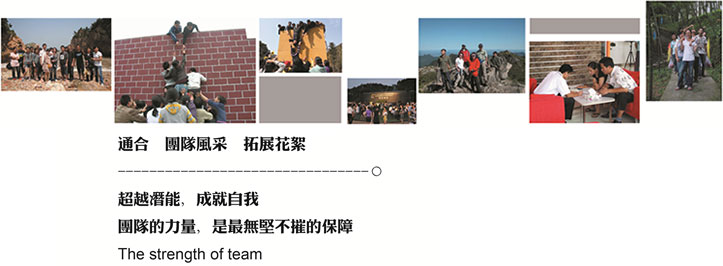 通合　團隊風采　拓展花絮
超越潛能，成就自我
團隊的力量，是最無堅不摧的保障
The strength of team